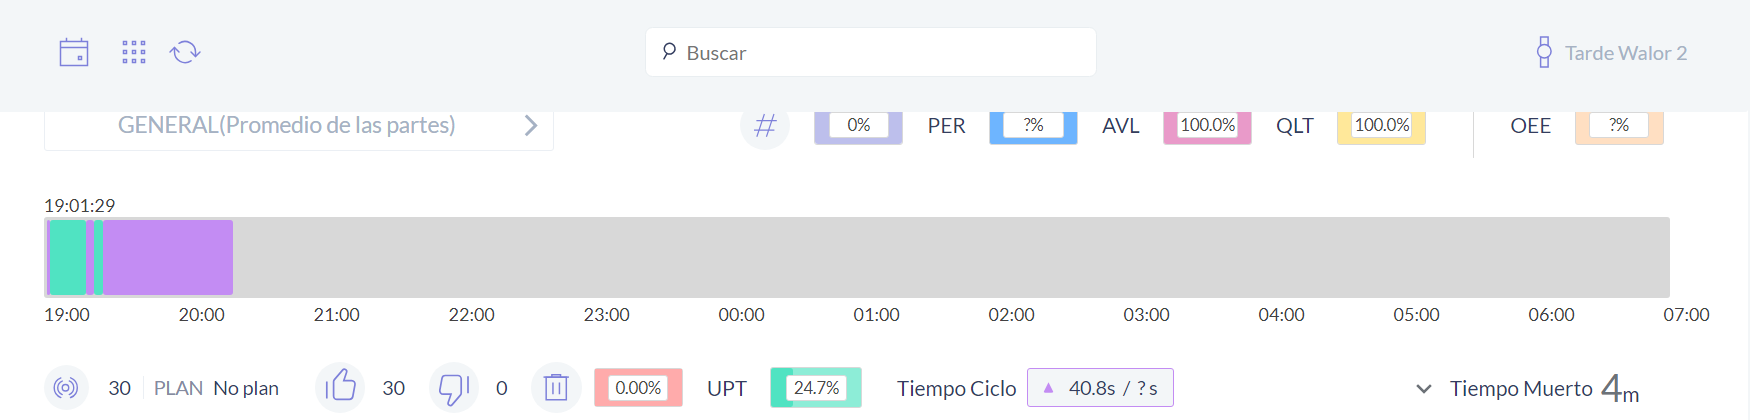 Buscar
Tarde Walor 2
GENERAL(Promedio de las partes)
# 0% PER ?% AVL 100.0% QLT 100.0% OEE ?%
19:01:29
19:00 20:00 21:00 22:00 23:00 00:00 01:00 02:00 03:00 04:00 05:00 06:00 07:00
30 PLAN No plan 30 0 0.00% UPT 24.7% Tiempo Ciclo 40.8s / ? s Tiempo Muerto 4m